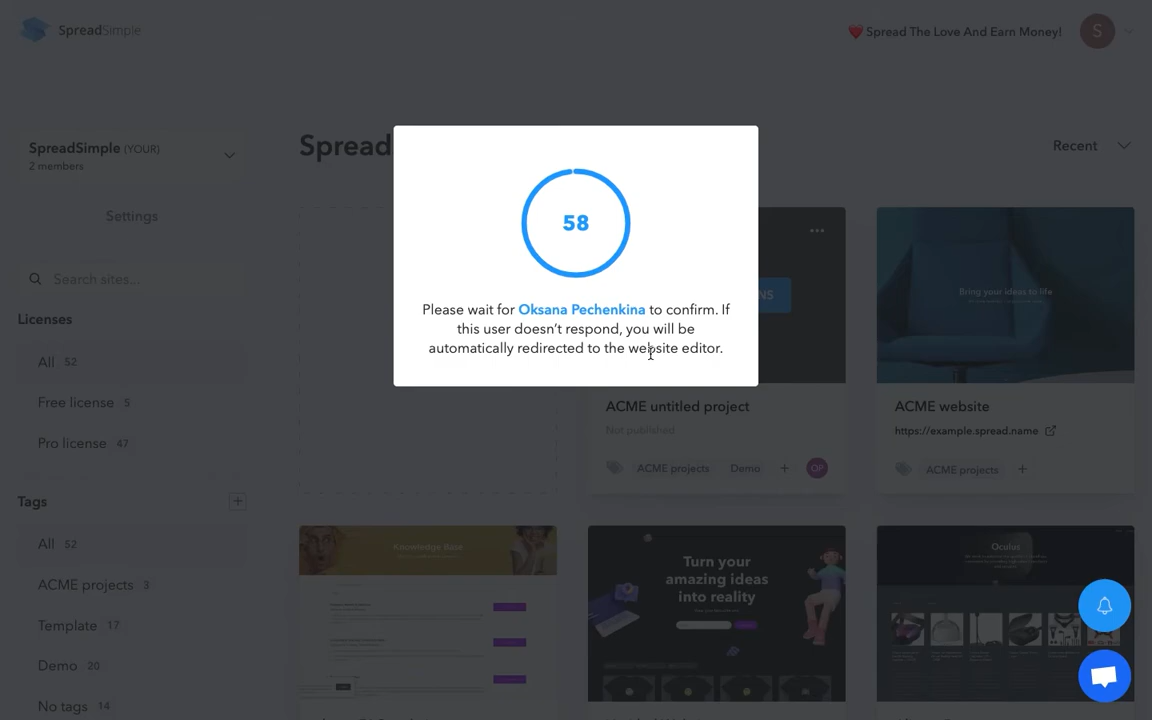 SpreadSimple
❤️ Spread The Love And Earn Money!
S
SpreadSimple (YOUR)
2 members
Spread
Recent
58
Settings
Search sites...
NS
Bring your ideas to life
Please wait for Oksana Pechenkina to confirm. If
this user doesn't respond, you will be
automatically redirected to the website editor.
Licenses
All 52
Free license 5
Pro license 47
ACME untitled project
Not published
ACME projects Demo + OP
ACME website
https://example.spread.name
ACME projects +
Tags +
All 52
ACME projects 3
Template 17
Demo 20
No tags 14
Knowledge Base
Turn your
amazing ideas
into reality
Oculus